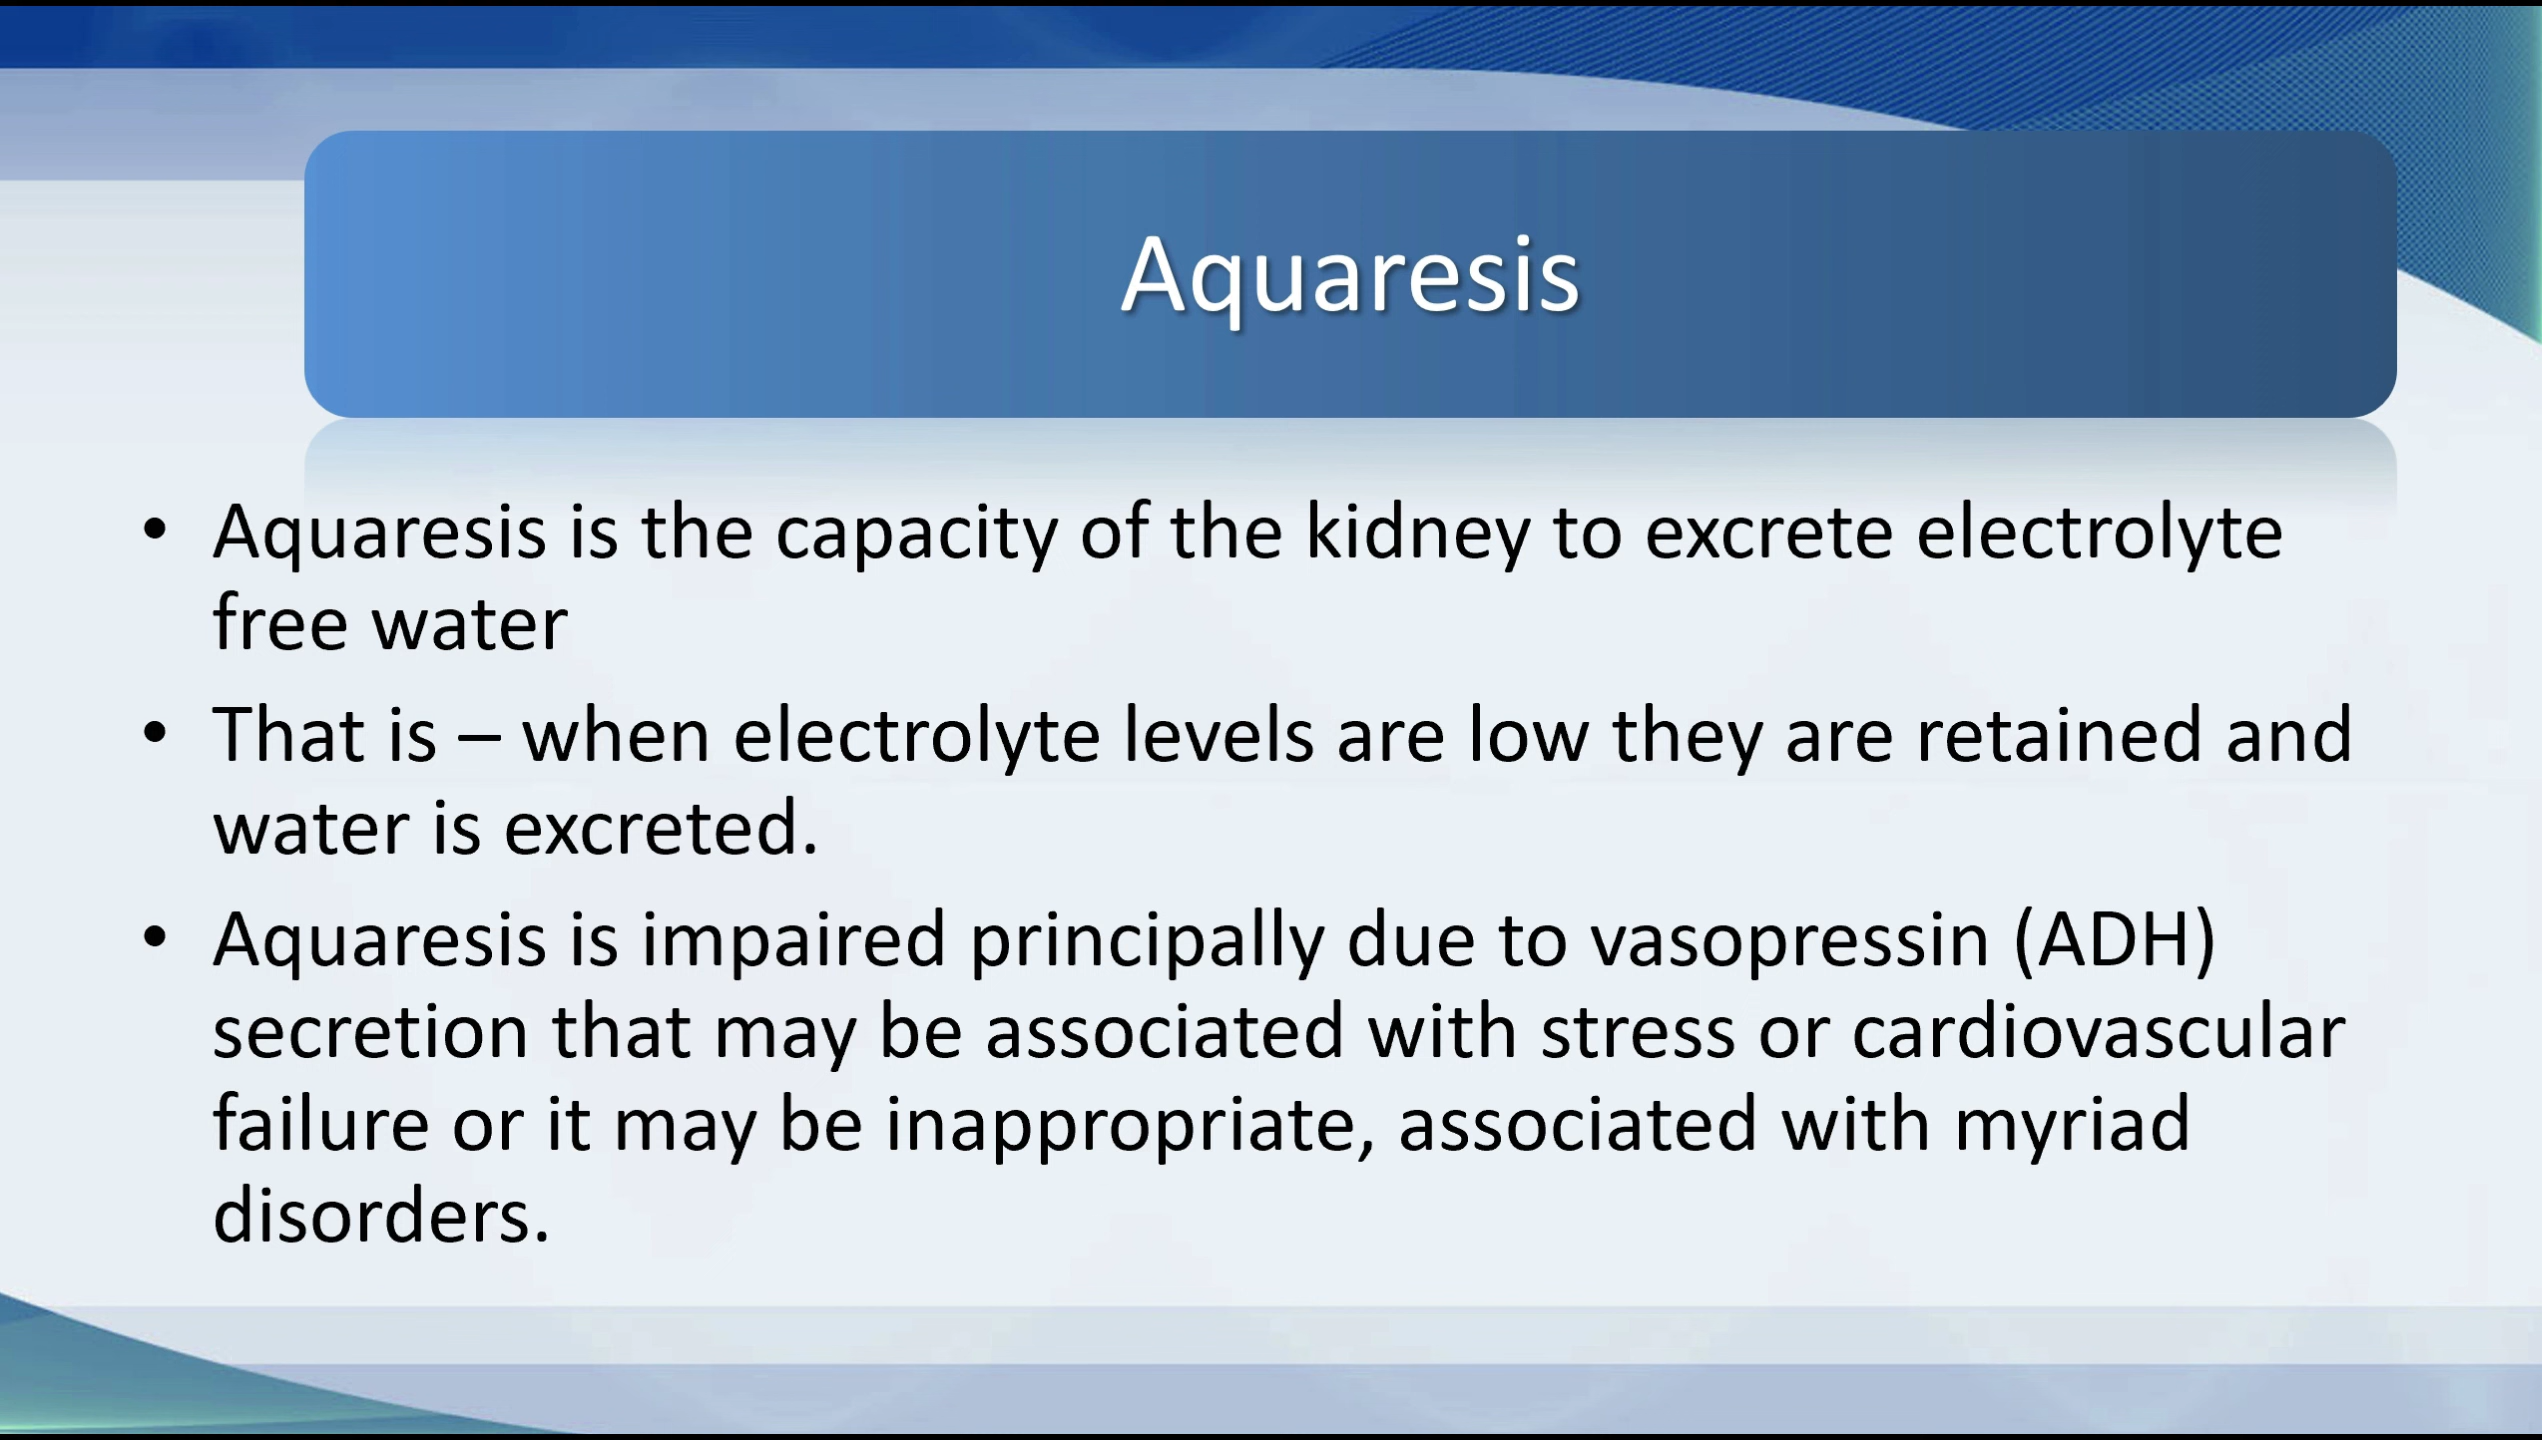 Aquaresis
• Aquaresis is the capacity of the kidney to excrete electrolyte
free water
• That is – when electrolyte levels are low they are retained and
water is excreted.
• Aquaresis is impaired principally due to vasopressin (ADH)
secretion that may be associated with stress or cardiovascular
failure or it may be inappropriate, associated with myriad
disorders.